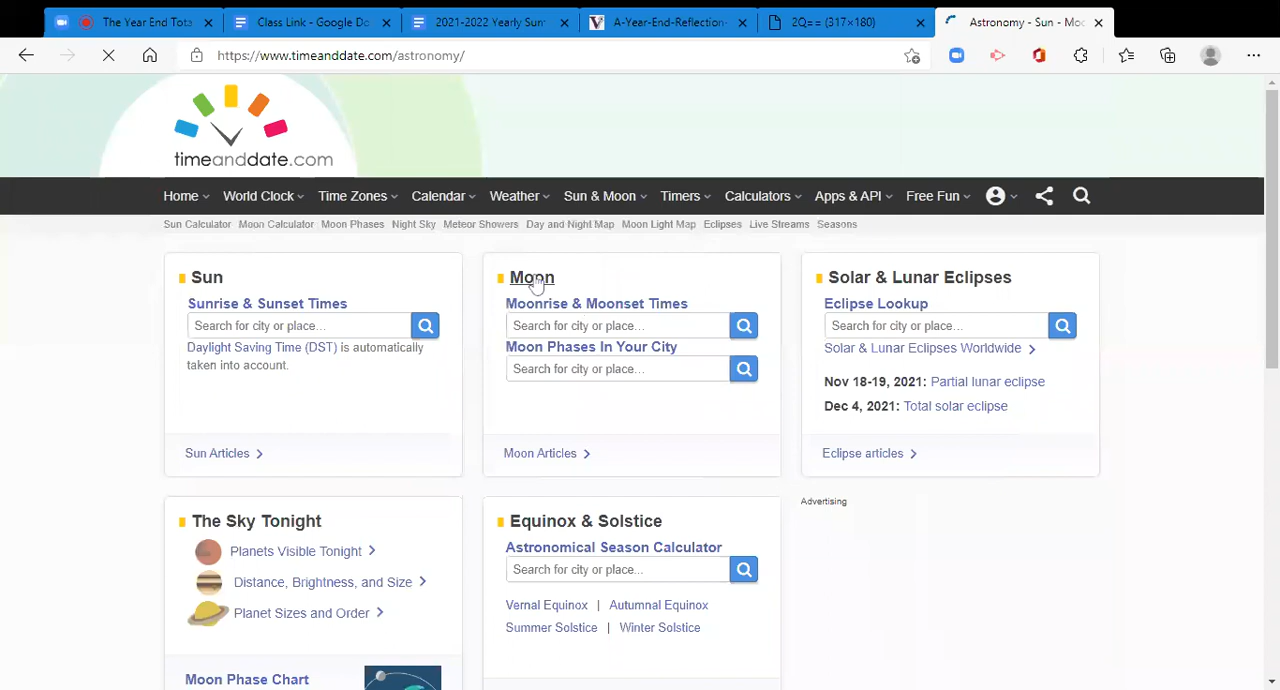 The Year End Tota
Class Link - Google Do
2021-2022 Yearly Sun
A-Year-End-Reflection-
2Q== (317×180)
Astronomy - Sun - Moo
https://www.timeanddate.com/astronomy/
timeanddate.com
Home World Clock Time Zones Calendar Weather Sun & Moon Timers Calculators Apps & API Free Fun
Sun Calculator Moon Calculator Moon Phases Night Sky Meteor Showers Day and Night Map Moon Light Map Eclipses Live Streams Seasons
Sun
Sunrise & Sunset Times
Search for city or place...
Daylight Saving Time (DST) is automatically
taken into account.
Sun Articles
Moon
Moonrise & Moonset Times
Search for city or place...
Moon Phases In Your City
Search for city or place...
Moon Articles
Solar & Lunar Eclipses
Eclipse Lookup
Search for city or place...
Solar & Lunar Eclipses Worldwide
Nov 18-19, 2021: Partial lunar eclipse
Dec 4, 2021: Total solar eclipse
Eclipse articles
The Sky Tonight
Planets Visible Tonight
Distance, Brightness, and Size
Planet Sizes and Order
Moon Phase Chart
Equinox & Solstice
Astronomical Season Calculator
Search for city or place...
Vernal Equinox | Autumnal Equinox
Summer Solstice | Winter Solstice
Advertising